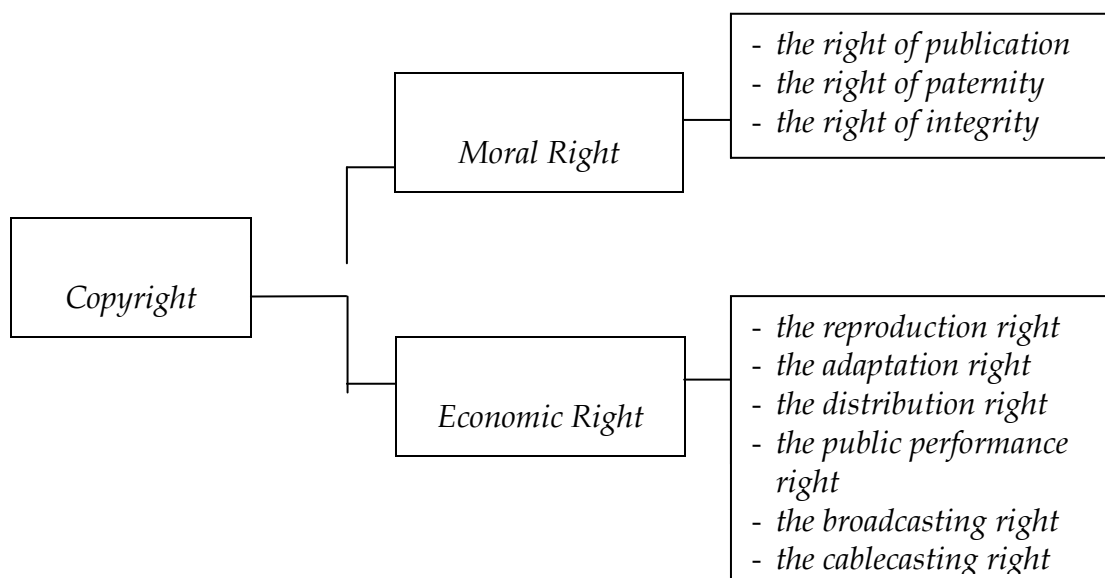 Copyright
Moral Right
- the right of publication
- the right of paternity
- the right of integrity
Economic Right
- the reproduction right
- the adaptation right
- the distribution right
- the public performance
right
- the broadcasting right
- the cablecasting right